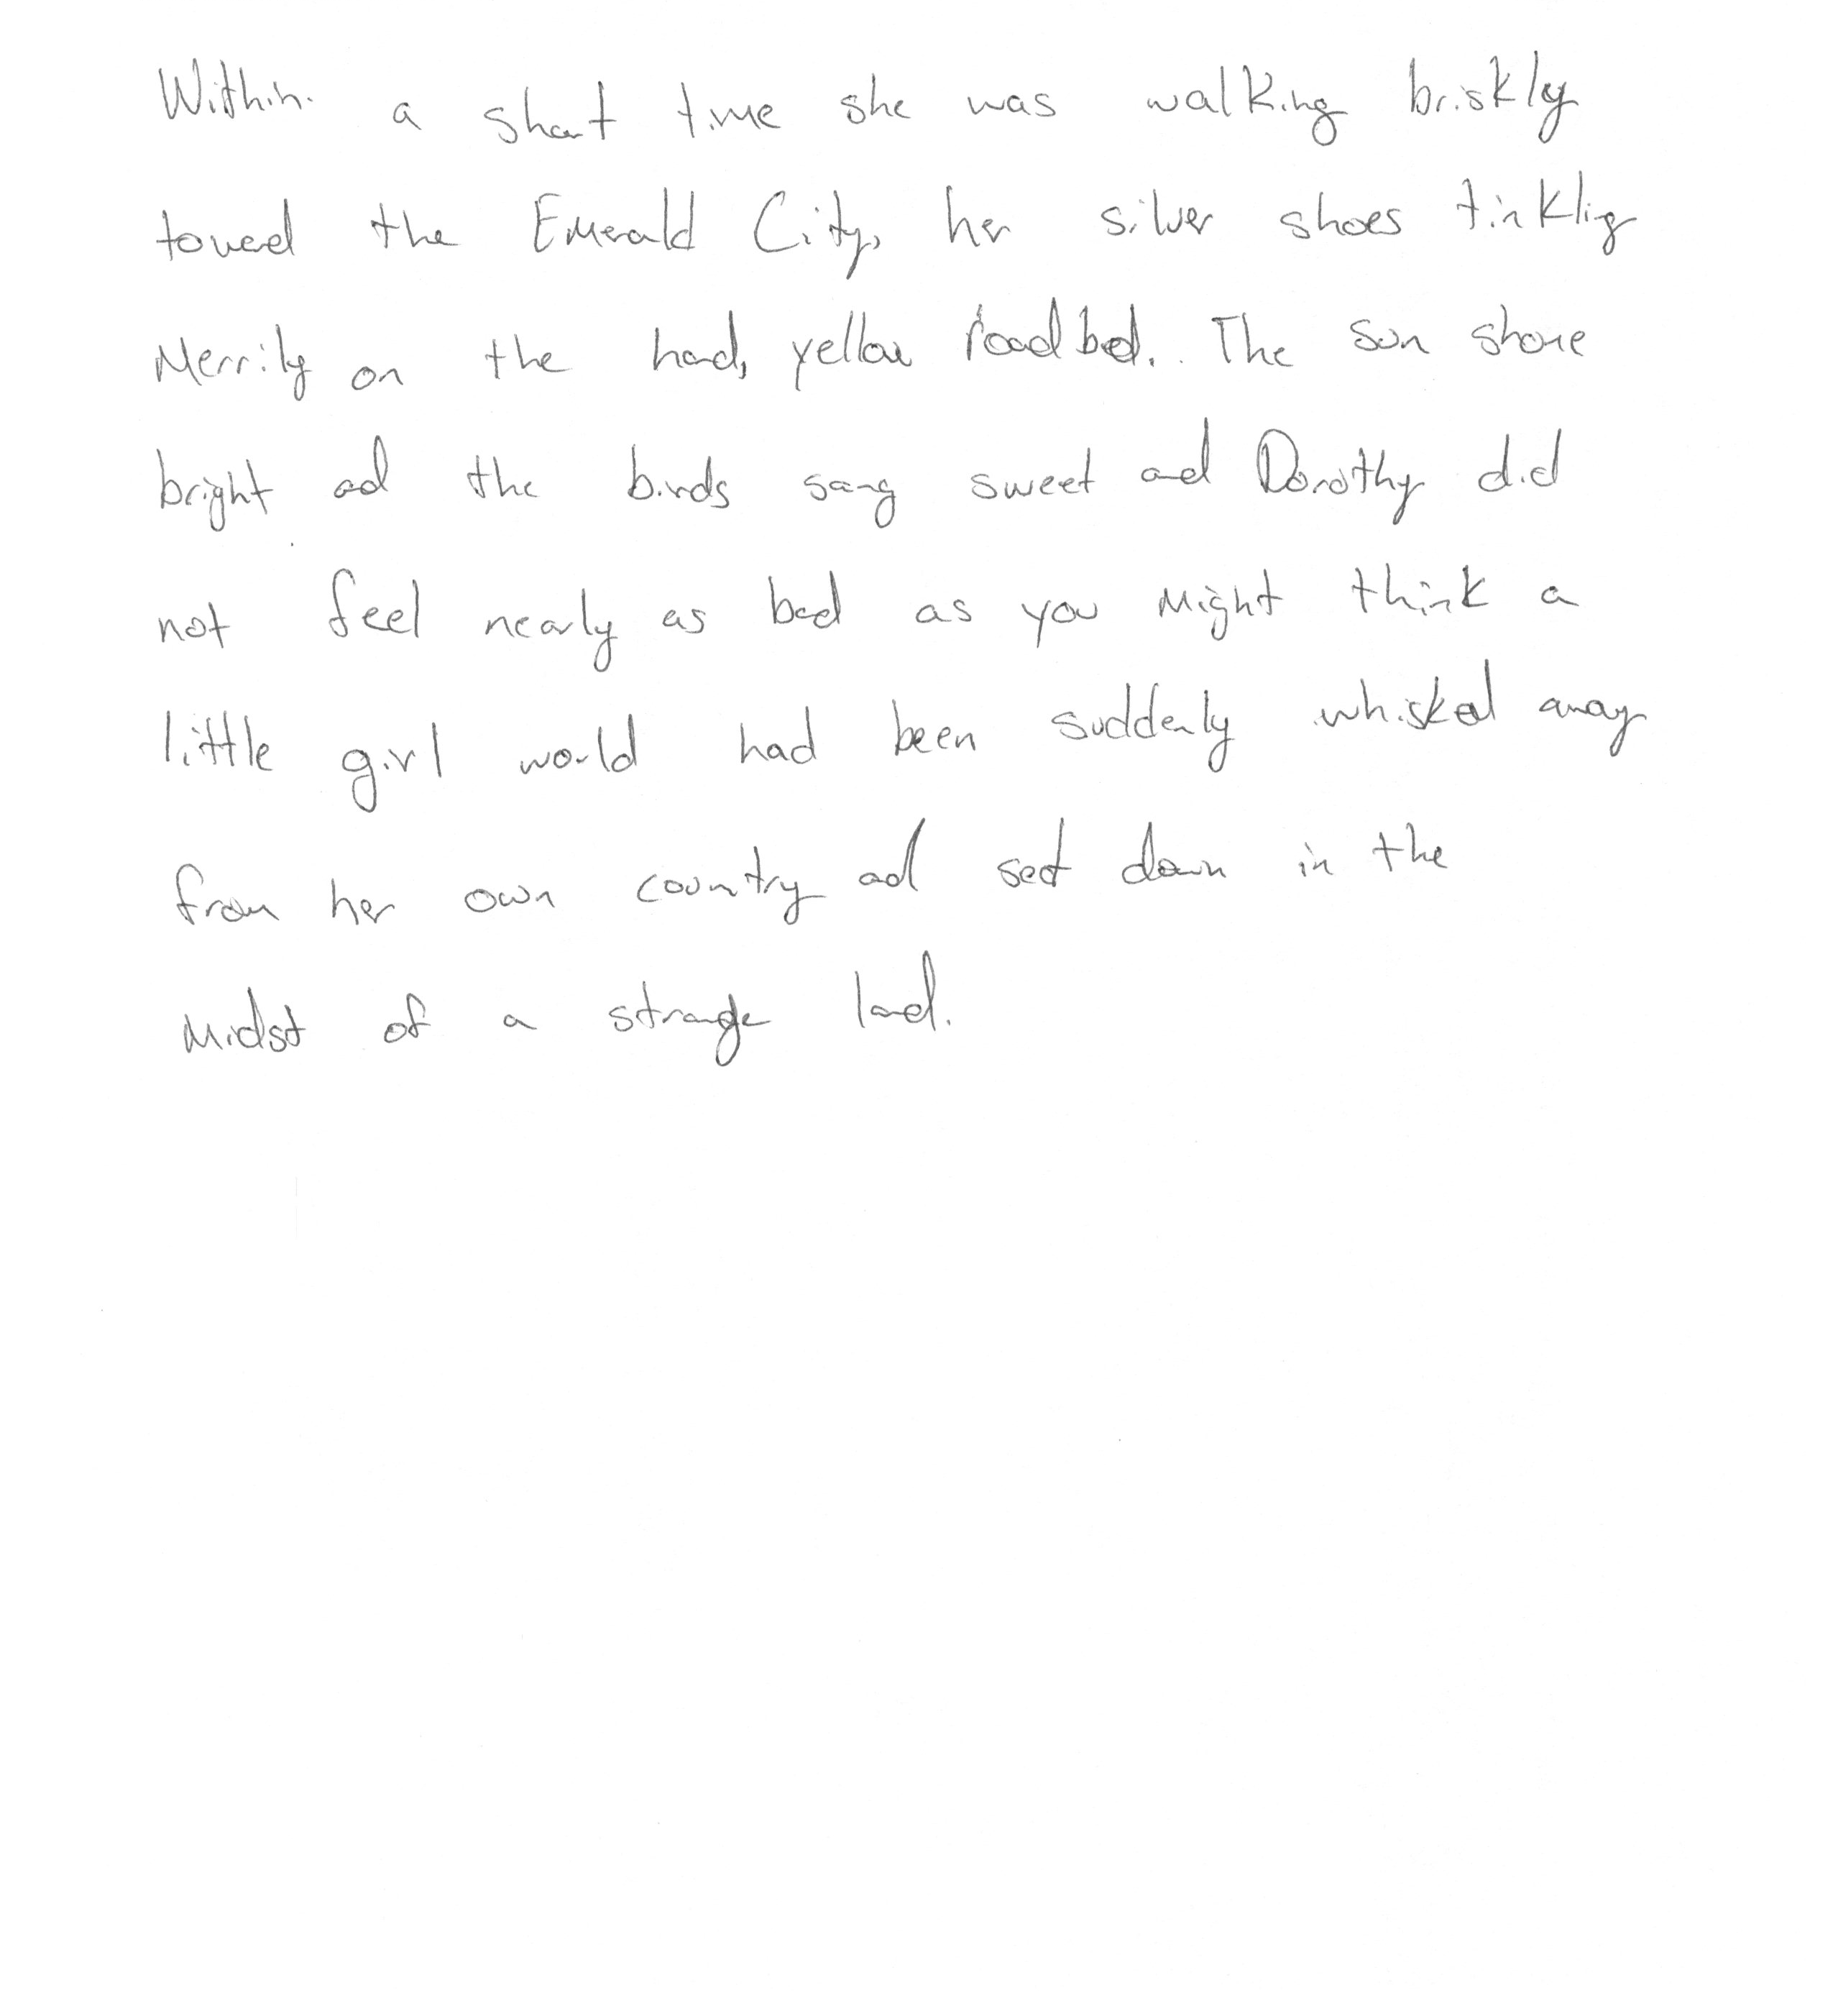 Within a short time she was walking briskly
toward the Emerald City, her silver shoes tinkling
Merrily on the hard, yellow roadbed. The sun shone
bright and the birds sang sweet and Dorothy did
not feel nearly as bad as you might think a
little girl would had been suddenly whisked away
from her own country and set down in the
midst of a strange land.